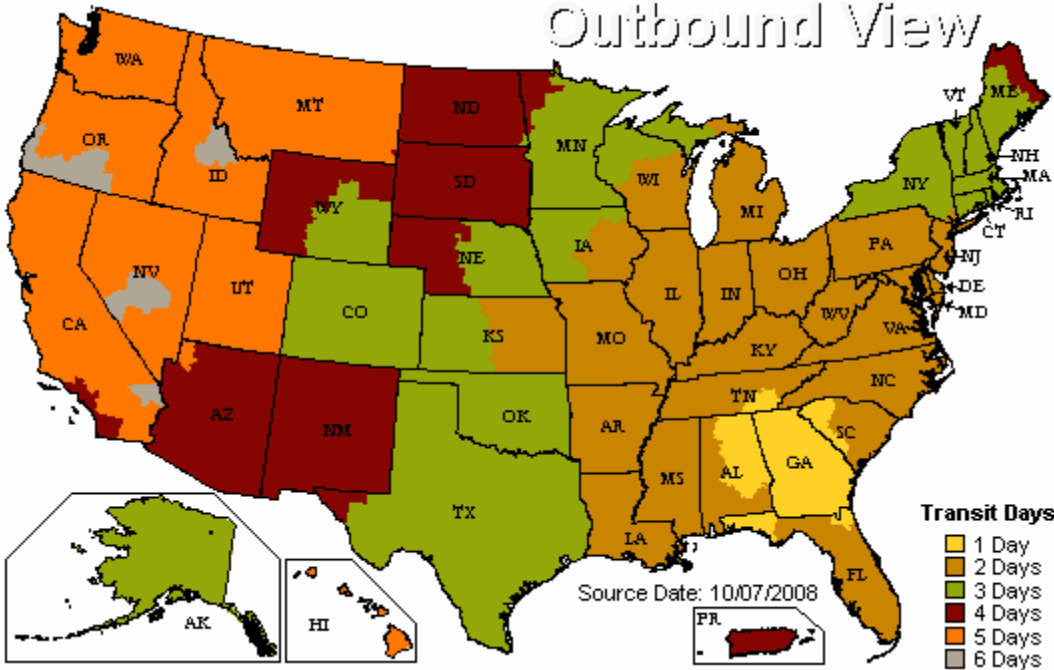 Outbound View
WA
MT
ND
ME
VT
OR
MN
NH
ID
SD
WI
NY
MA
WY
MI
RI
CT
IA
PA
NE
NJ
NV
OH
UT
IL
IN
DE
CO
WV
MD
CA
KS
MO
VA
KY
NC
TN
AZ
OK
AR
SC
NM
GA
AL
MS
TX
LA
FL
Transit Days
1 Day
2 Days
3 Days
4 Days
5 Days
6 Days
Source Date: 10/07/2008
PR
AK
HI